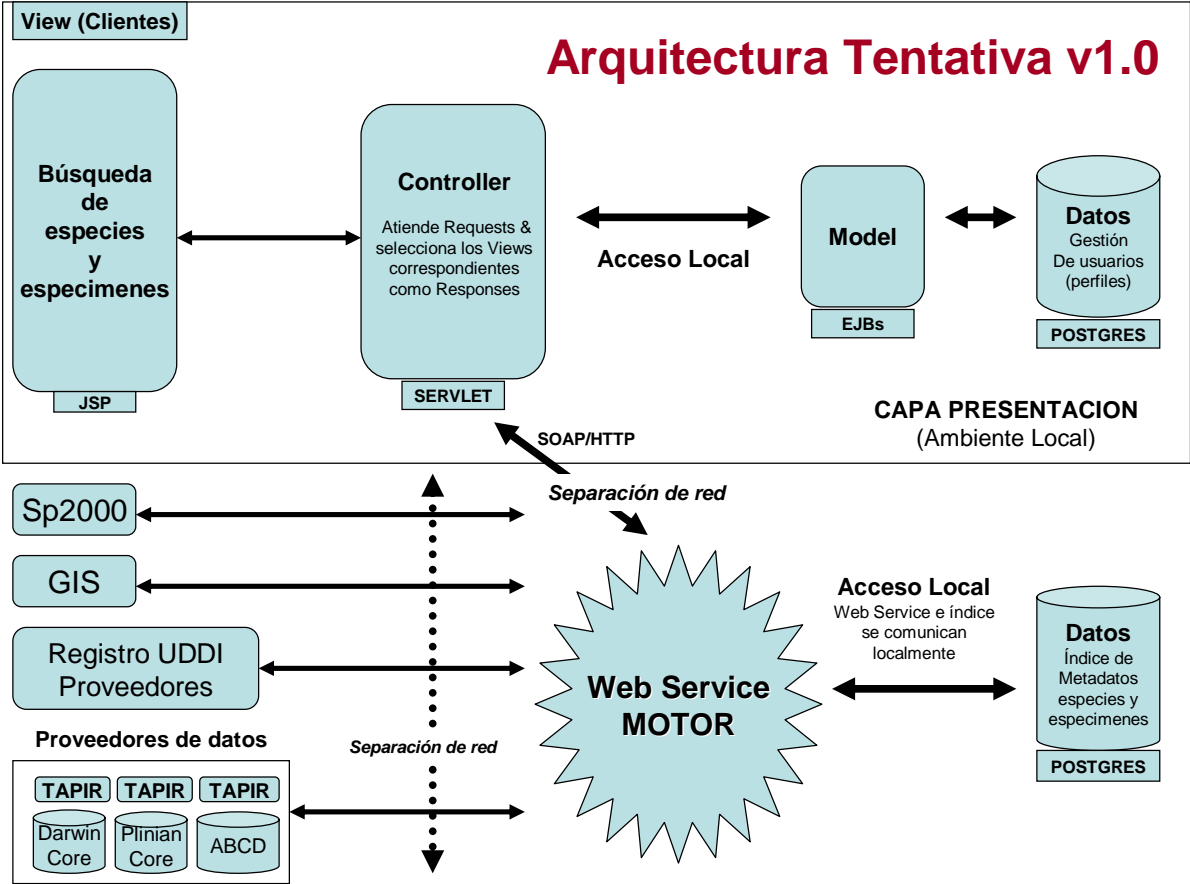 View (Clientes)
Arquitectura Tentativa v1.0
Búsqueda
de
especies
y
especimenes
JSP
Controller
Atiende Requests &
selecciona los Views
correspondientes
como Responses
SERVLET
Acceso Local
Model
EJBs
Datos
Gestión
De usuarios
(perfiles)
POSTGRES
CAPA PRESENTACION
(Ambiente Local)
SOAP/HTTP
Separación de red
Sp2000
GIS
Registro UDDI
Proveedores
Proveedores de datos
TAPIR TAPIR TAPIR
Darwin
Core
Plinian
Core
ABCD
Separación de red
Web Service
MOTOR
Acceso Local
Web Service e índice
se comunican
localmente
Datos
Índice de
Metadatos
especies y
especimenes
POSTGRES